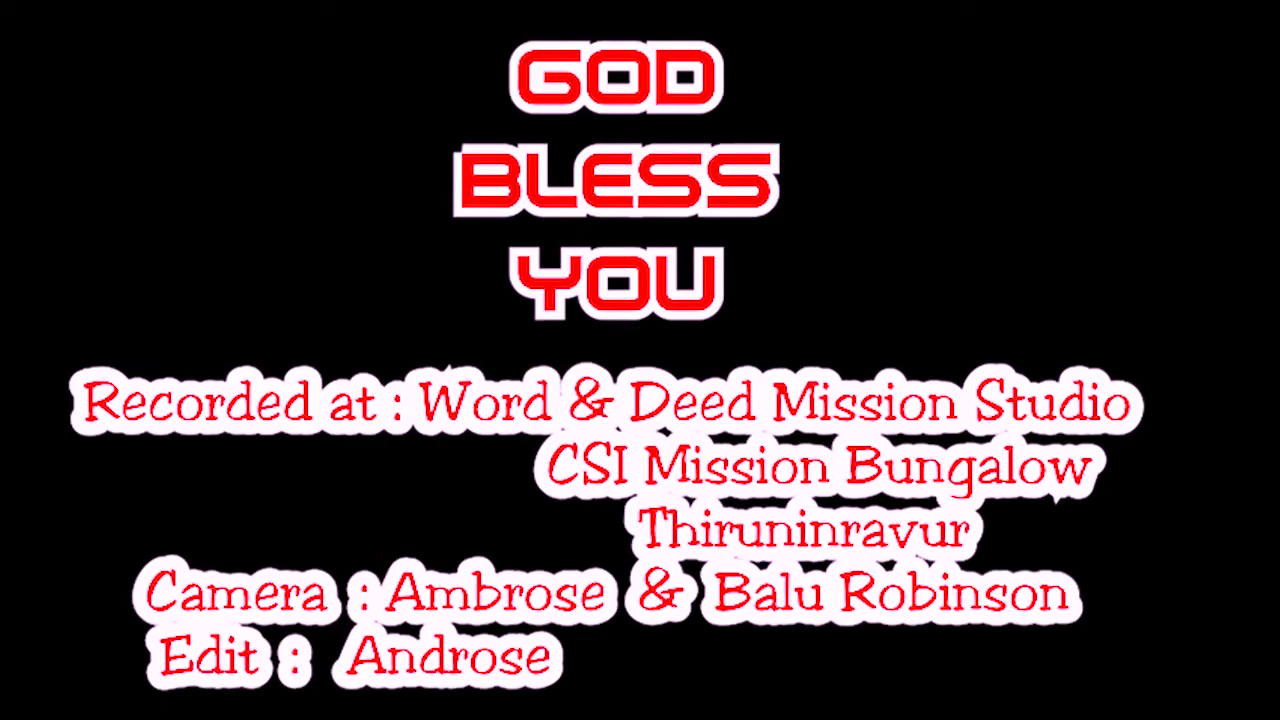 GOD
BLESS
YOU
Recorded at : Word & Deed Mission Studio
CSI Mission Bungalow
Thiruninravur
Camera : Ambrose & Balu Robinson
Edit : Androse